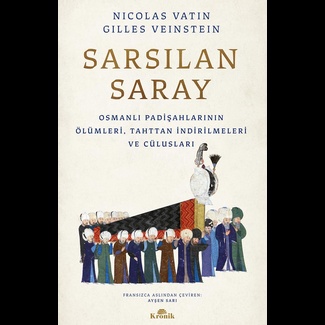 NICOLAS VATIN
GILLES VEINSTEIN
SARSILAN
SARAY
OSMANLI PADİŞAHLARININ
ÖLÜMLERİ, TAHTTAN İNDİRİLMELERİ
VE CÜLUSLARI
FRANSIZCA ASLINDAN ÇEVİREN:
AYŞEN SARI
Kronik